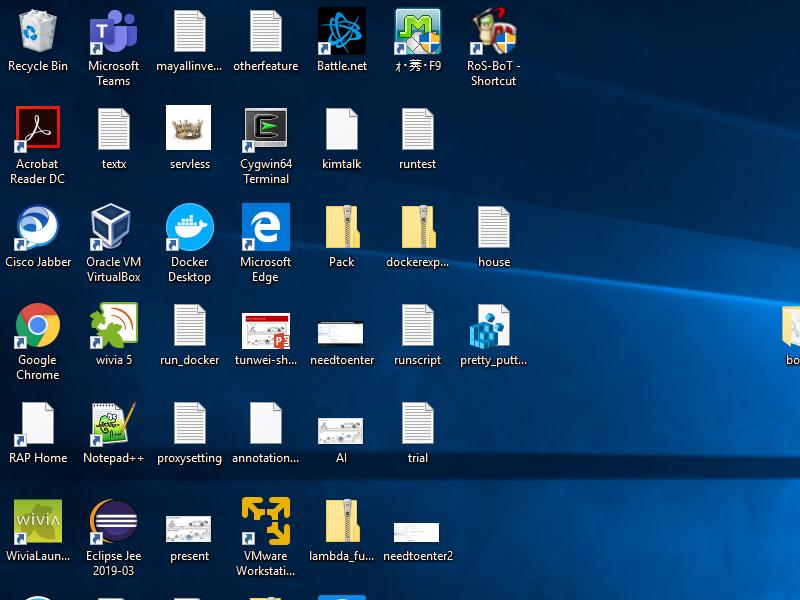 Recycle Bin
Microsoft
Teams
mayallinve...
otherfeature
Battle.net
F9
RoS-BoT -
Shortcut
Acrobat
Reader DC
textx
servless
Cygwin64
Terminal
kimtalk
runtest
Cisco Jabber
Oracle VM
VirtualBox
Docker
Desktop
Microsoft
Edge
Pack
dockerexp...
house
Google
Chrome
wivia 5
run_docker
tunwei-sh...
needtoenter
runscript
pretty_putt...
bo
RAP Home
Notepad++
proxysetting
annotation...
AI
trial
wivia
WiviaLaun...
Eclipse Jee
2019-03
present
VMware
Workstati...
lambda_fu...
needtoenter2